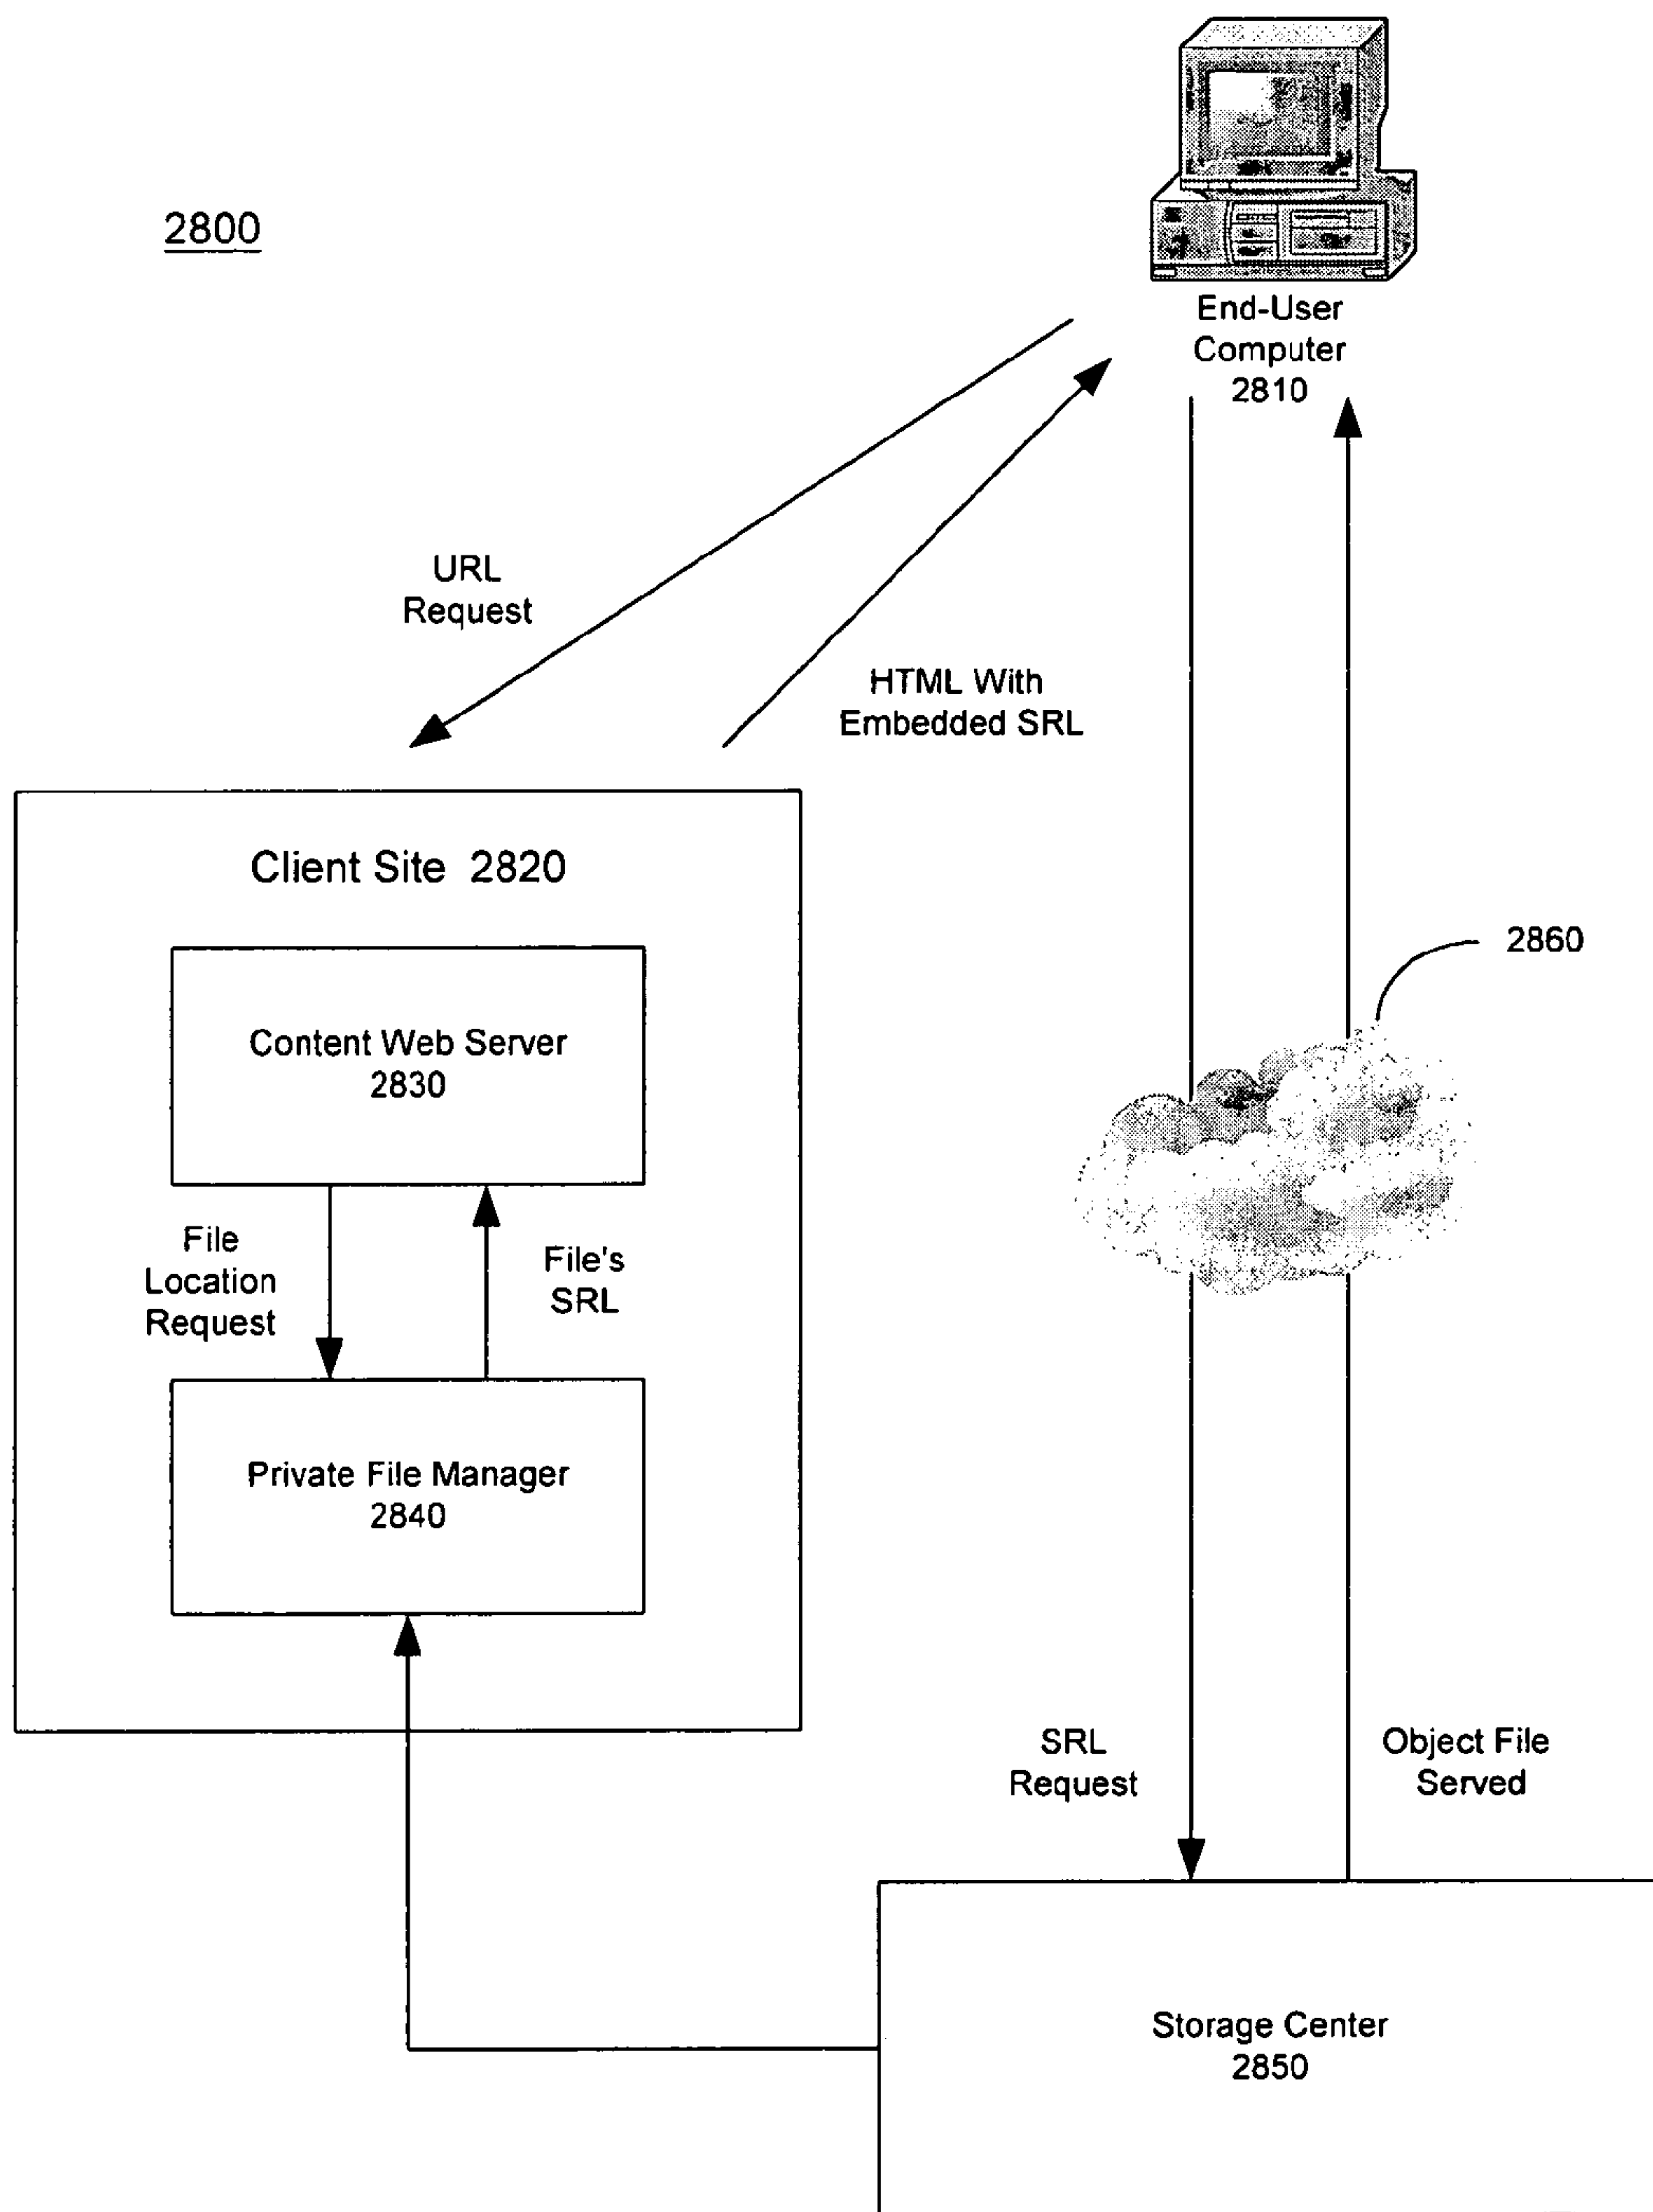 2800
End-User
Computer
2810
URL
Request
HTML With
Embedded SRL
Client Site 2820
2860
Content Web Server
2830
File
Location
Request
File's
SRL
Private File Manager
2840
SRL
Request
Object File
Served
Storage Center
2850